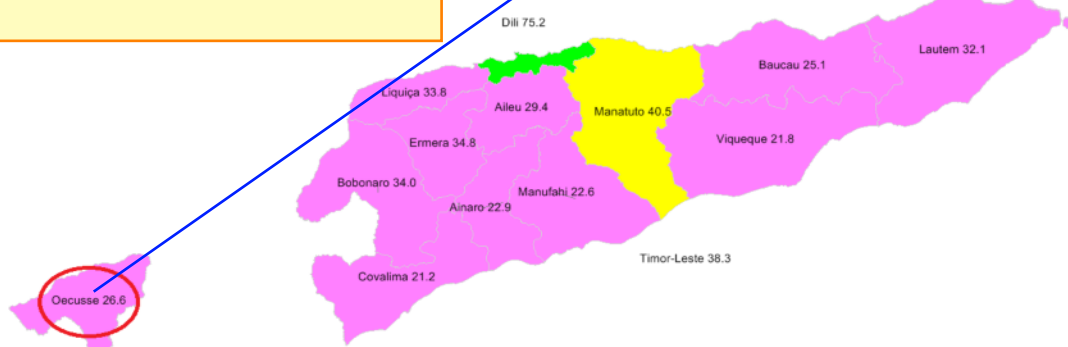 Dili 75.2
Lautem 32.1
Baucau 25.1
Liquiça 33.8
Aileu 29.4
Manatuto 40.5
Ermera 34.8
Viqueque 21.8
Bobonaro 34.0
Manufahi 22.6
Ainaro 22.9
Timor-Leste 38.3
Covalima 21.2
Oecusse 26.6